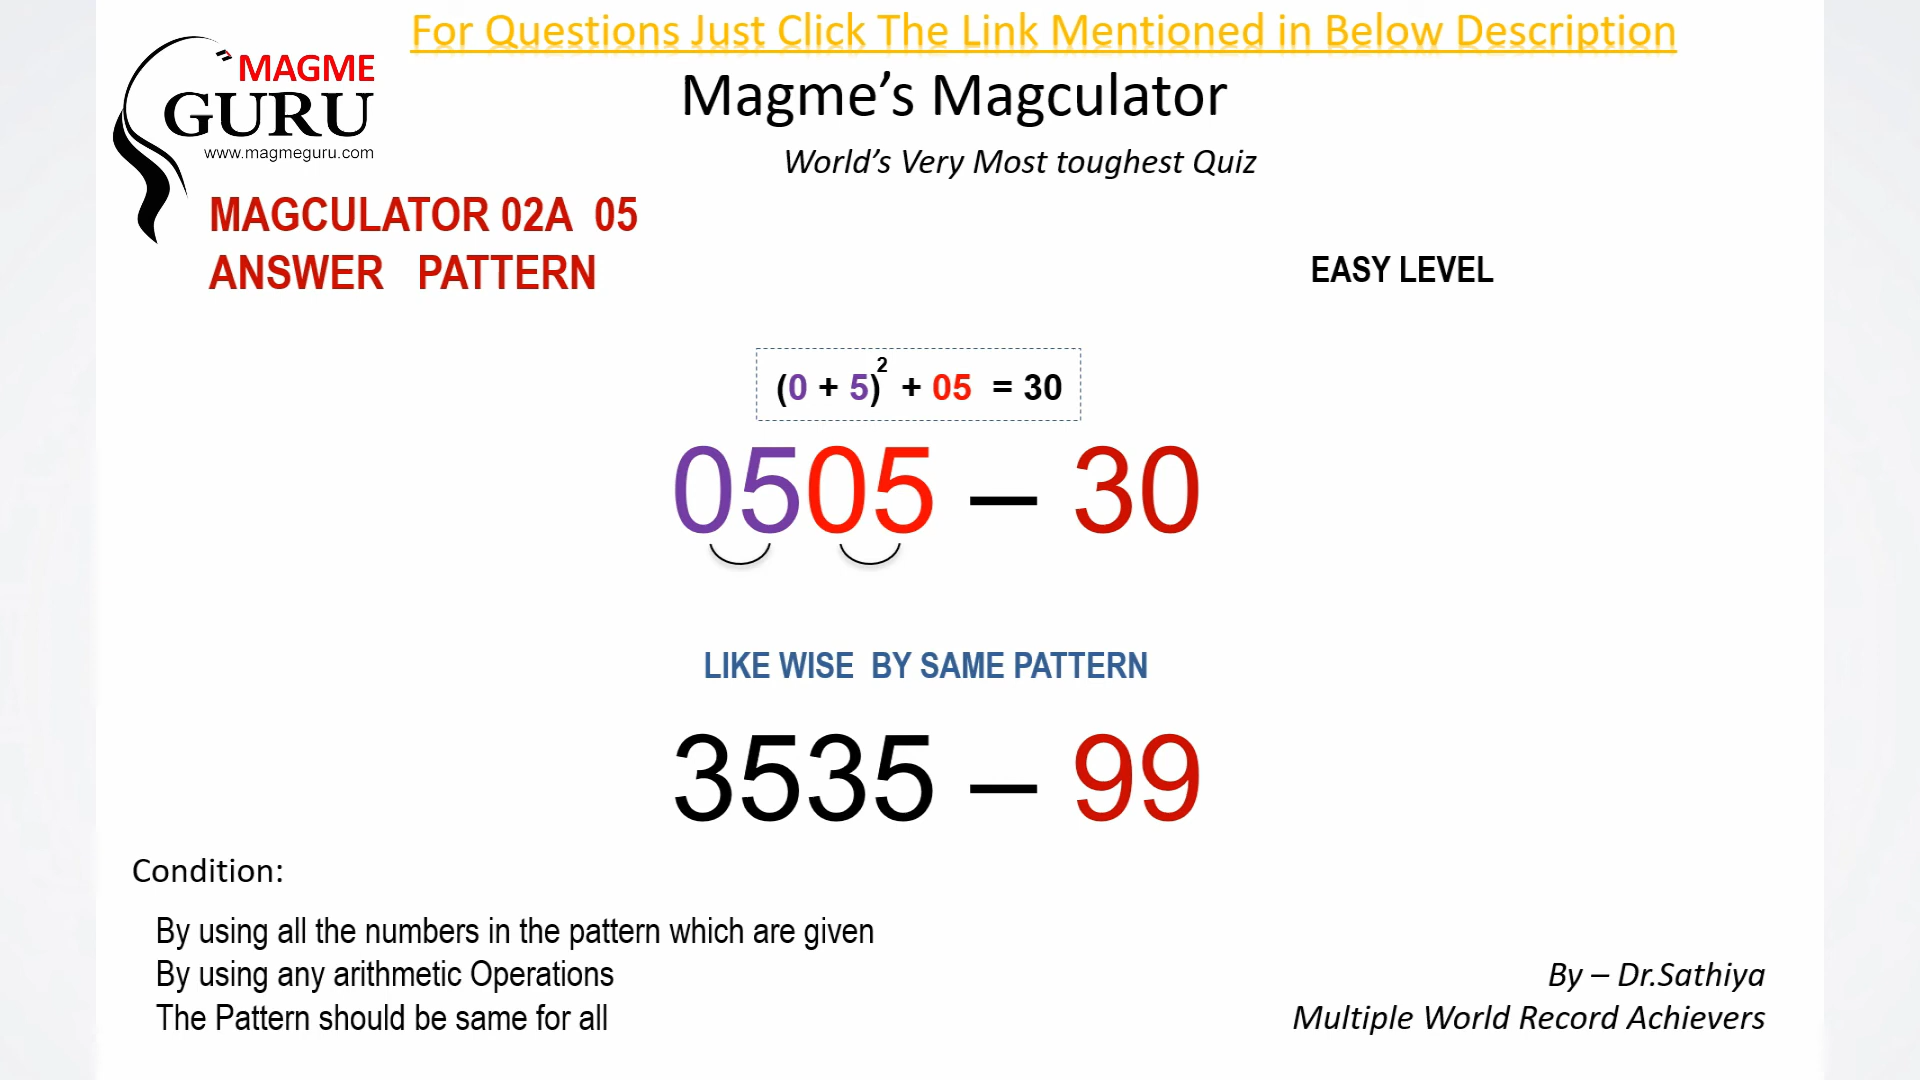 For Questions Just Click The Link Mentioned in Below Description
MAGME
GURU
www.magmeguru.com
Magme's Magculator
World's Very Most toughest Quiz
MAGCULATOR 02A 05
ANSWER PATTERN
EASY LEVEL
(0 + 5)² + 05 = 30
0505 – 30
LIKE WISE BY SAME PATTERN
3535 – 99
Condition:
By using all the numbers in the pattern which are given
By using any arithmetic Operations
The Pattern should be same for all
By – Dr.Sathiya
Multiple World Record Achievers